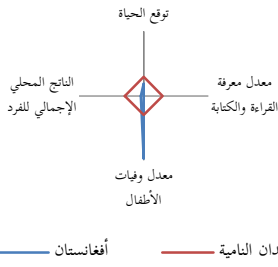 توقع الحياة
معدل معرفة
القراءة والكتابة
الناتج المحلي
الإجمالي للفرد
معدل وفيات
الأطفال
دان النامية
أفغانستان